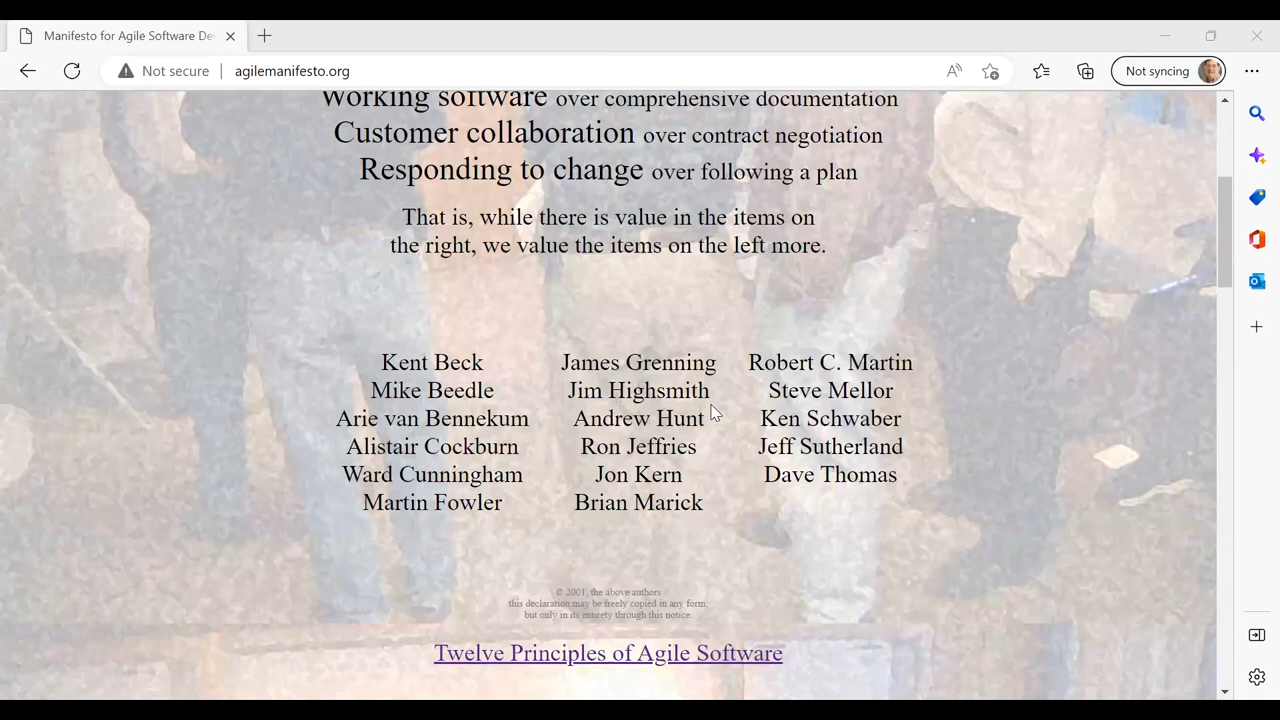 Manifesto for Agile Software De
Not secure
agilemanifesto.org
Not syncing
Working software over comprehensive documentation
Customer collaboration over contract negotiation
Responding to change over following a plan
That is, while there is value in the items on
the right, we value the items on the left more.
Kent Beck
Mike Beedle
Arie van Bennekum
Alistair Cockburn
Ward Cunningham
Martin Fowler
James Grenning
Jim Highsmith
Andrew Hunt
Ron Jeffries
Jon Kern
Brian Marick
Robert C. Martin
Steve Mellor
Ken Schwaber
Jeff Sutherland
Dave Thomas
© 2001, the above authors
this declaration may be freely copied in any form,
but only in its entirety through this notice.
Twelve Principles of Agile Software